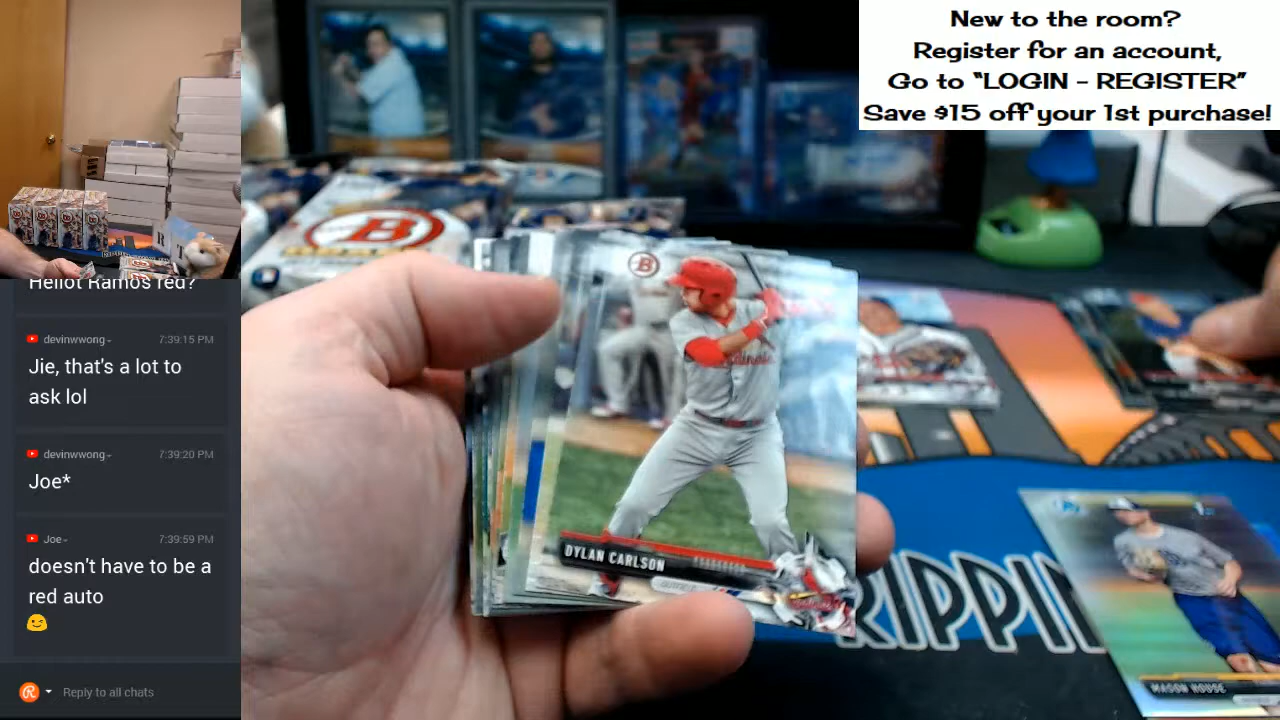 New to the room?
Register for an account,
Go to “LOGIN - REGISTER”
Save $15 off your 1st purchase!
Heliot Ramos red?
devinwwong-
7:39:15 PM
Jie, that's a lot to
ask lol
devinwwong-
7:39:20 PM
Joe*
Joe-
7:39:59 PM
doesn't have to be a
red auto
Reply to all chats
B
B
DYLAN CARLSON
Cardinals
RIPPIN
MASON HOUSE